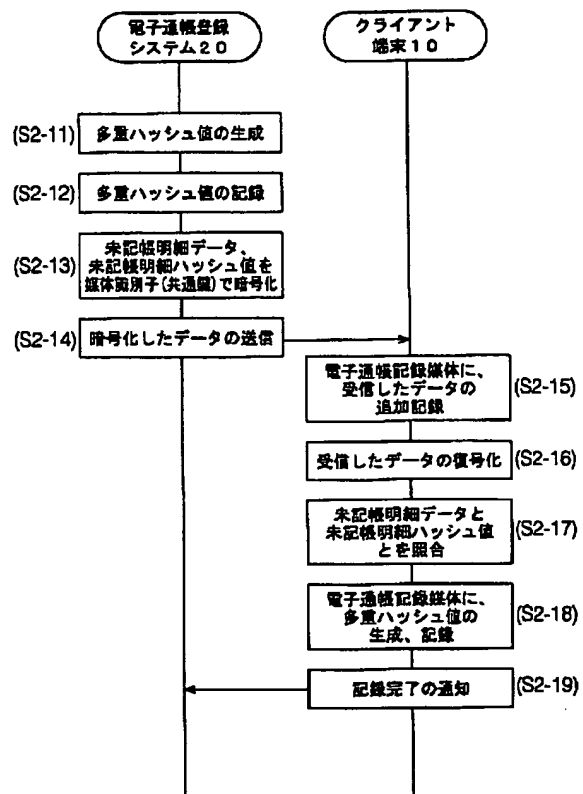 電子通帳登録
システム20
クライアント
端末10
(S2-11)
多重ハッシュ値の生成
(S2-12)
多重ハッシュ値の記録
(S2-13)
未記帳明細データ、
未記帳明細ハッシュ値を
媒体識別子(共通鍵)で暗号化
(S2-14)
暗号化したデータの送信
電子通帳記録媒体に、
受信したデータの
追加記録
(S2-15)
受信したデータの復号化
(S2-16)
未記帳明細データと
未記帳明細ハッシュ値
とを照合
(S2-17)
電子通帳記録媒体に、
多重ハッシュ値の
生成、記録
(S2-18)
記録完了の通知
(S2-19)